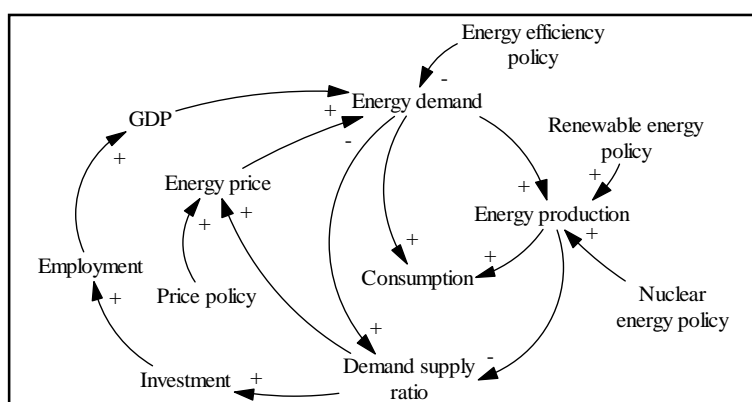 Energy efficiency
policy
-
Energy demand
GDP
+
-
+
Renewable energy
policy
+
Energy price
+
Energy production
+
+
+
+
+
Employment
Consumption
Price policy
Nuclear
energy policy
+
+
-
Demand supply
ratio
Investment
+